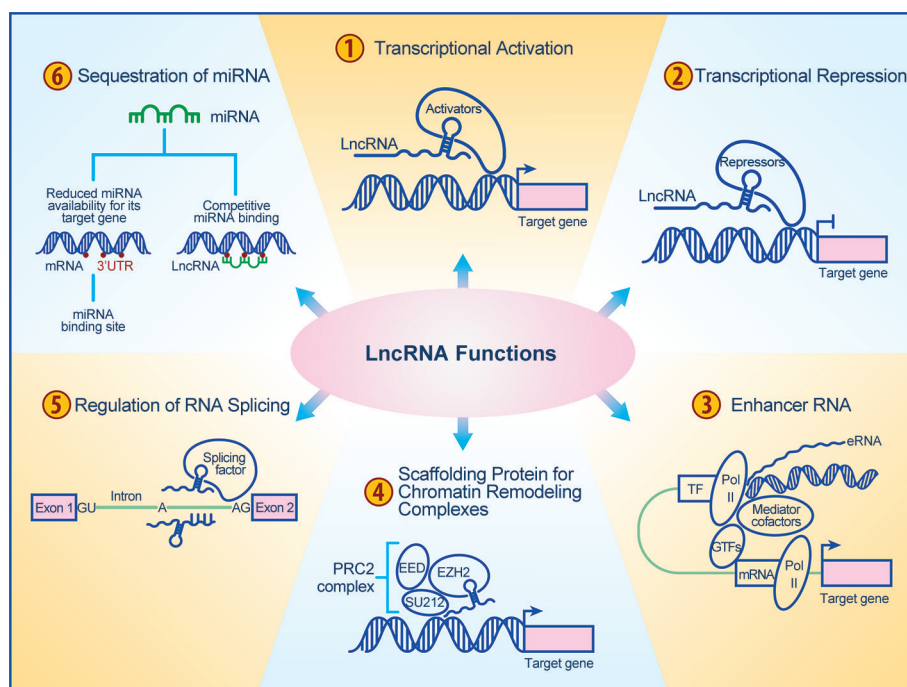 LncRNA Functions
1 Transcriptional Activation
Activators
LncRNA
Target gene
2 Transcriptional Repression
Repressors
LncRNA
Target gene
3 Enhancer RNA
eRNA
TF
Pol
II
Mediator
cofactors
GTFs
mRNA
Pol
II
Target gene
4 Scaffolding Protein for
Chromatin Remodeling
Complexes
PRC2
complex
EED
EZH2
SU212
Target gene
5 Regulation of RNA Splicing
Splicing
factor
Intron
Exon 1 GU
A
AG Exon 2
6 Sequestration of miRNA
miRNA
Reduced miRNA
availability for its
target gene
mRNA 3'UTR
miRNA
binding site
Competitive
miRNA binding
LncRNA